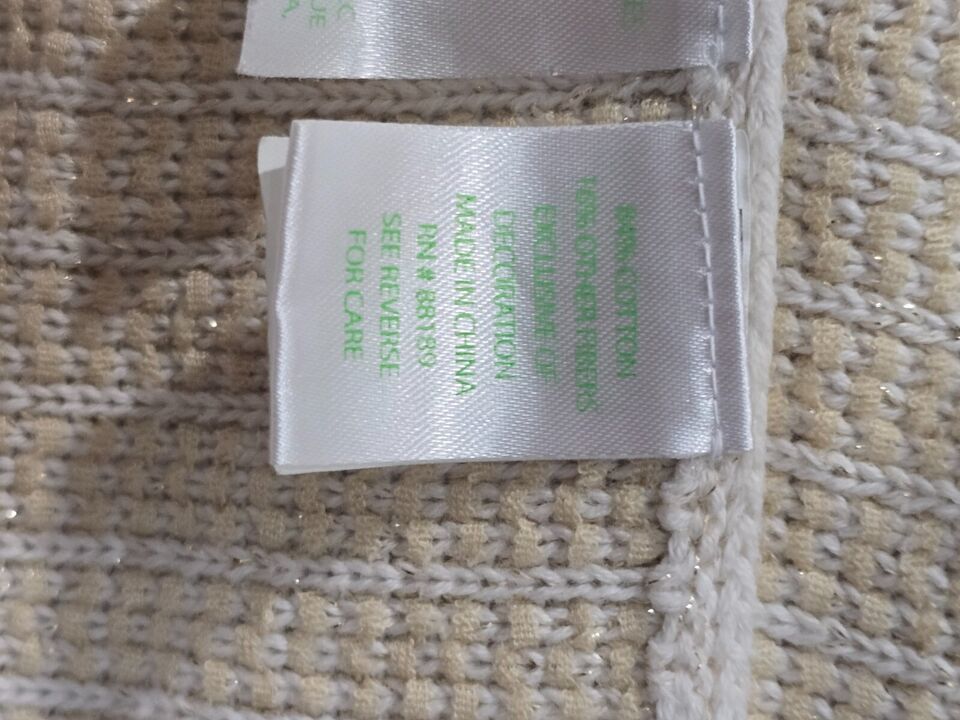 84% COTTON
16% OTHER FIBERS
EXCLUSIVE OF
DECORATION
MADE IN CHINA
RN # 88189
SEE REVERSE
FOR CARE